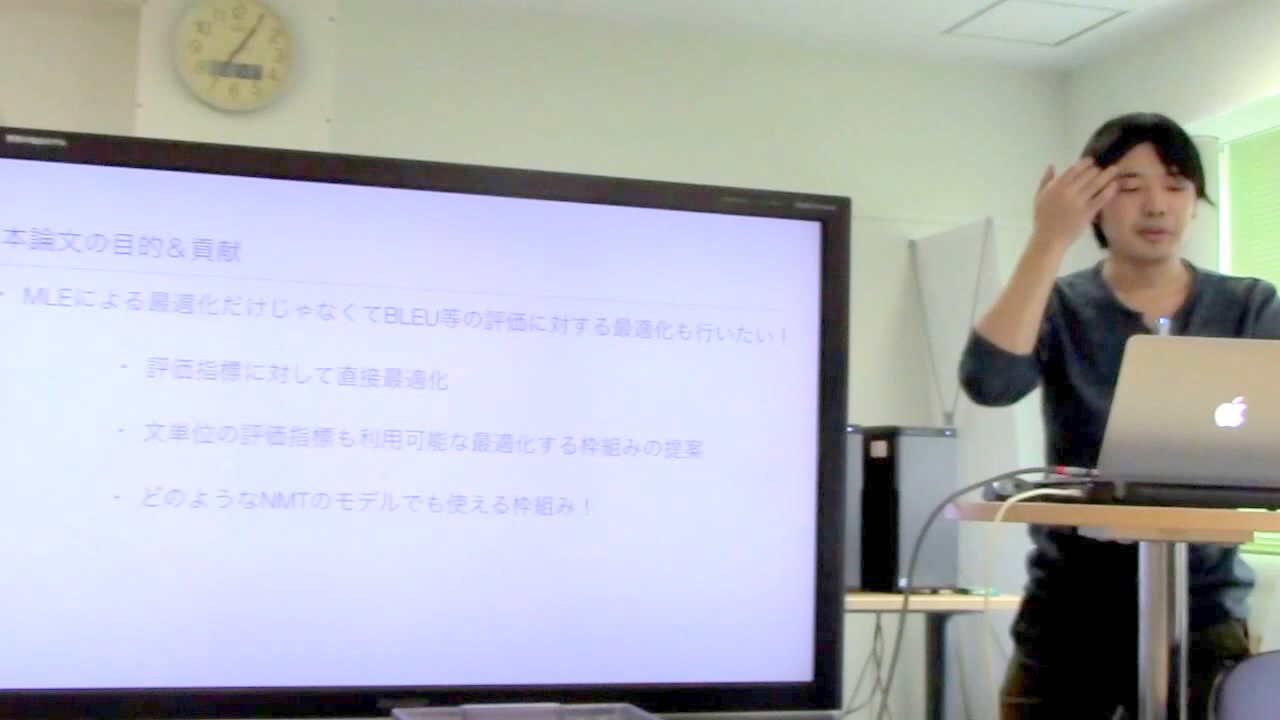 本論文の目的＆貢献
- MLEによる最適化だけじゃなくてBLEU等の評価に対する最適化も行いたい！
- 評価指標に対して直接最適化
- 文単位の評価指標も利用可能な最適化する枠組みの提案
- どのようなNMTのモデルでも使える枠組み！